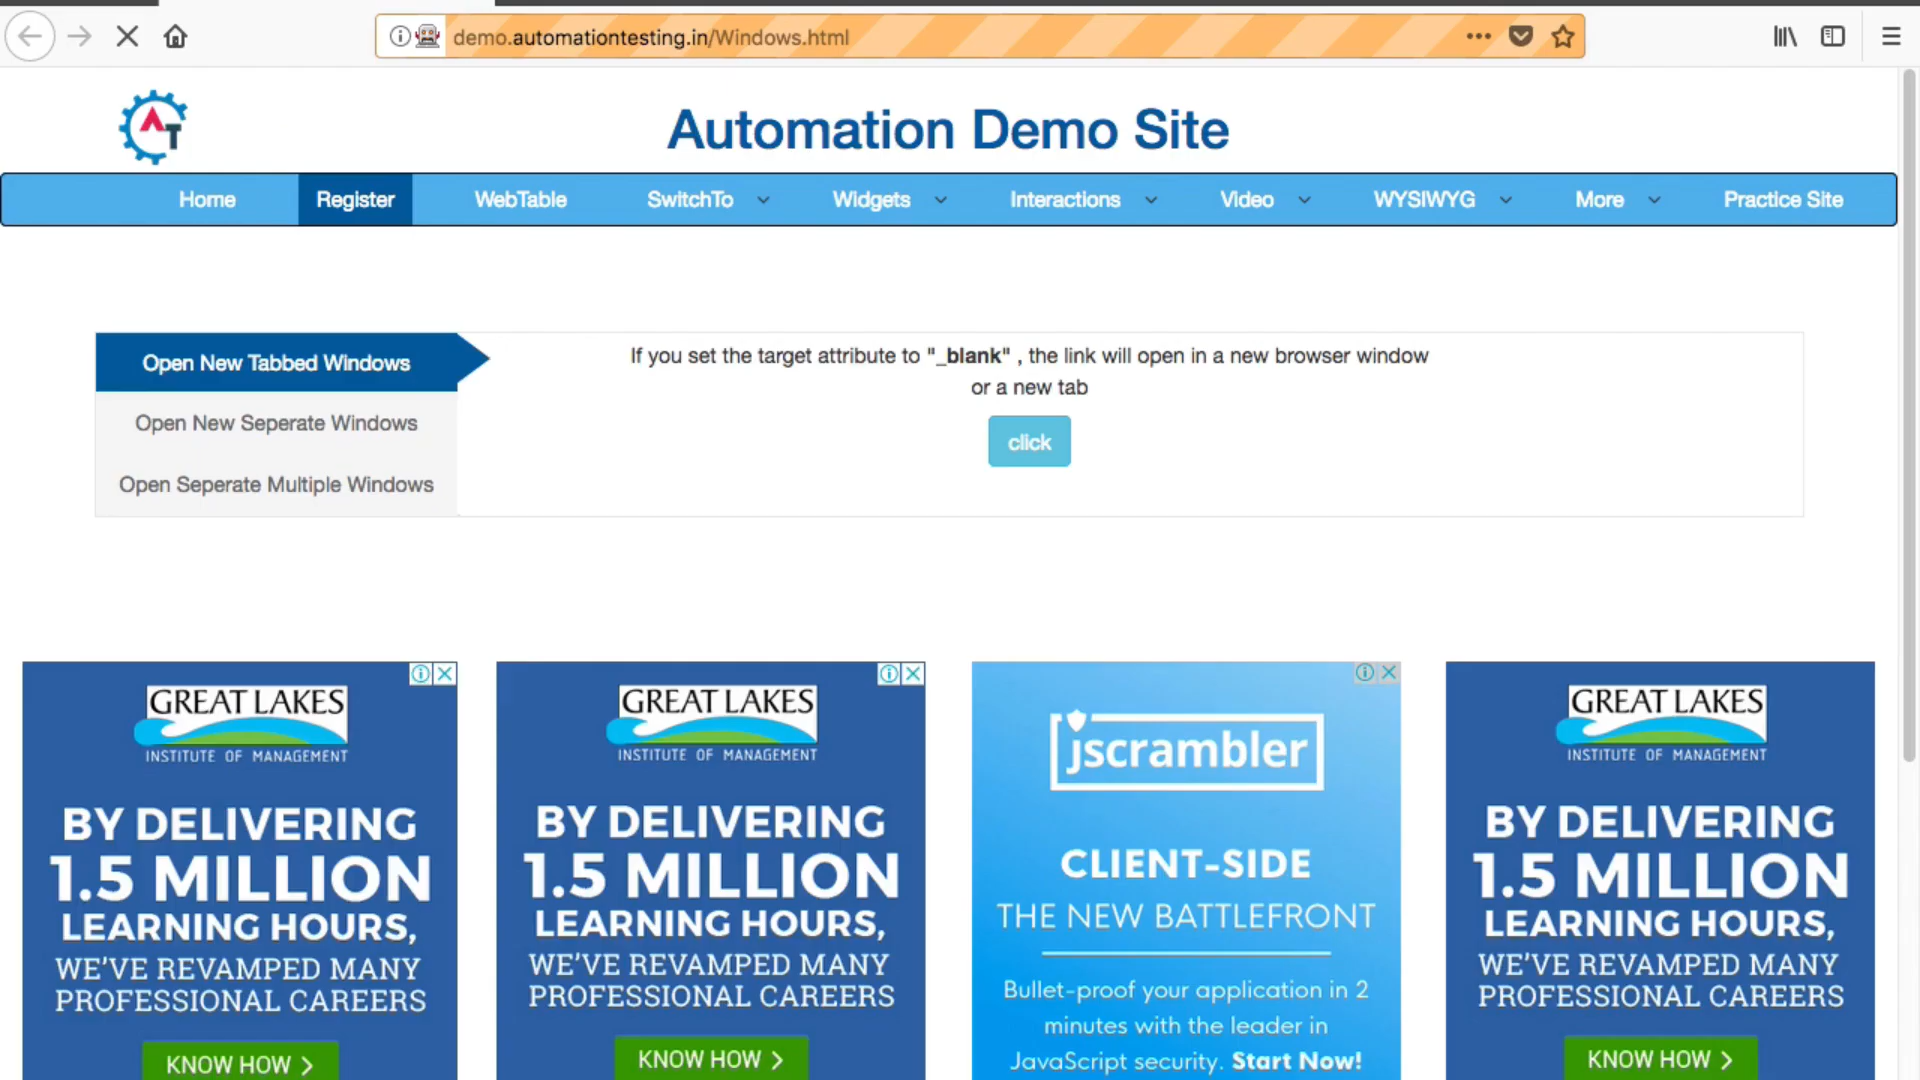 demo.automationtesting.in/Windows.html
AT
Automation Demo Site
Home Register WebTable SwitchTo Widgets Interactions Video WYSIWYG More Practice Site
Open New Tabbed Windows
Open New Seperate Windows
Open Seperate Multiple Windows
If you set the target attribute to "_blank" , the link will open in a new browser window
or a new tab
click
GREAT LAKES
INSTITUTE OF MANAGEMENT
BY DELIVERING
1.5 MILLION
LEARNING HOURS,
WE'VE REVAMPED MANY
PROFESSIONAL CAREERS
KNOW HOW >
GREAT LAKES
INSTITUTE OF MANAGEMENT
BY DELIVERING
1.5 MILLION
LEARNING HOURS,
WE'VE REVAMPED MANY
PROFESSIONAL CAREERS
KNOW HOW >
jscrambler
CLIENT-SIDE
THE NEW BATTLEFRONT
Bullet-proof your application in 2
minutes with the leader in
JavaScript security. Start Now!
GREAT LAKES
INSTITUTE OF MANAGEMENT
BY DELIVERING
1.5 MILLION
LEARNING HOURS,
WE'VE REVAMPED MANY
PROFESSIONAL CAREERS
KNOW HOW >